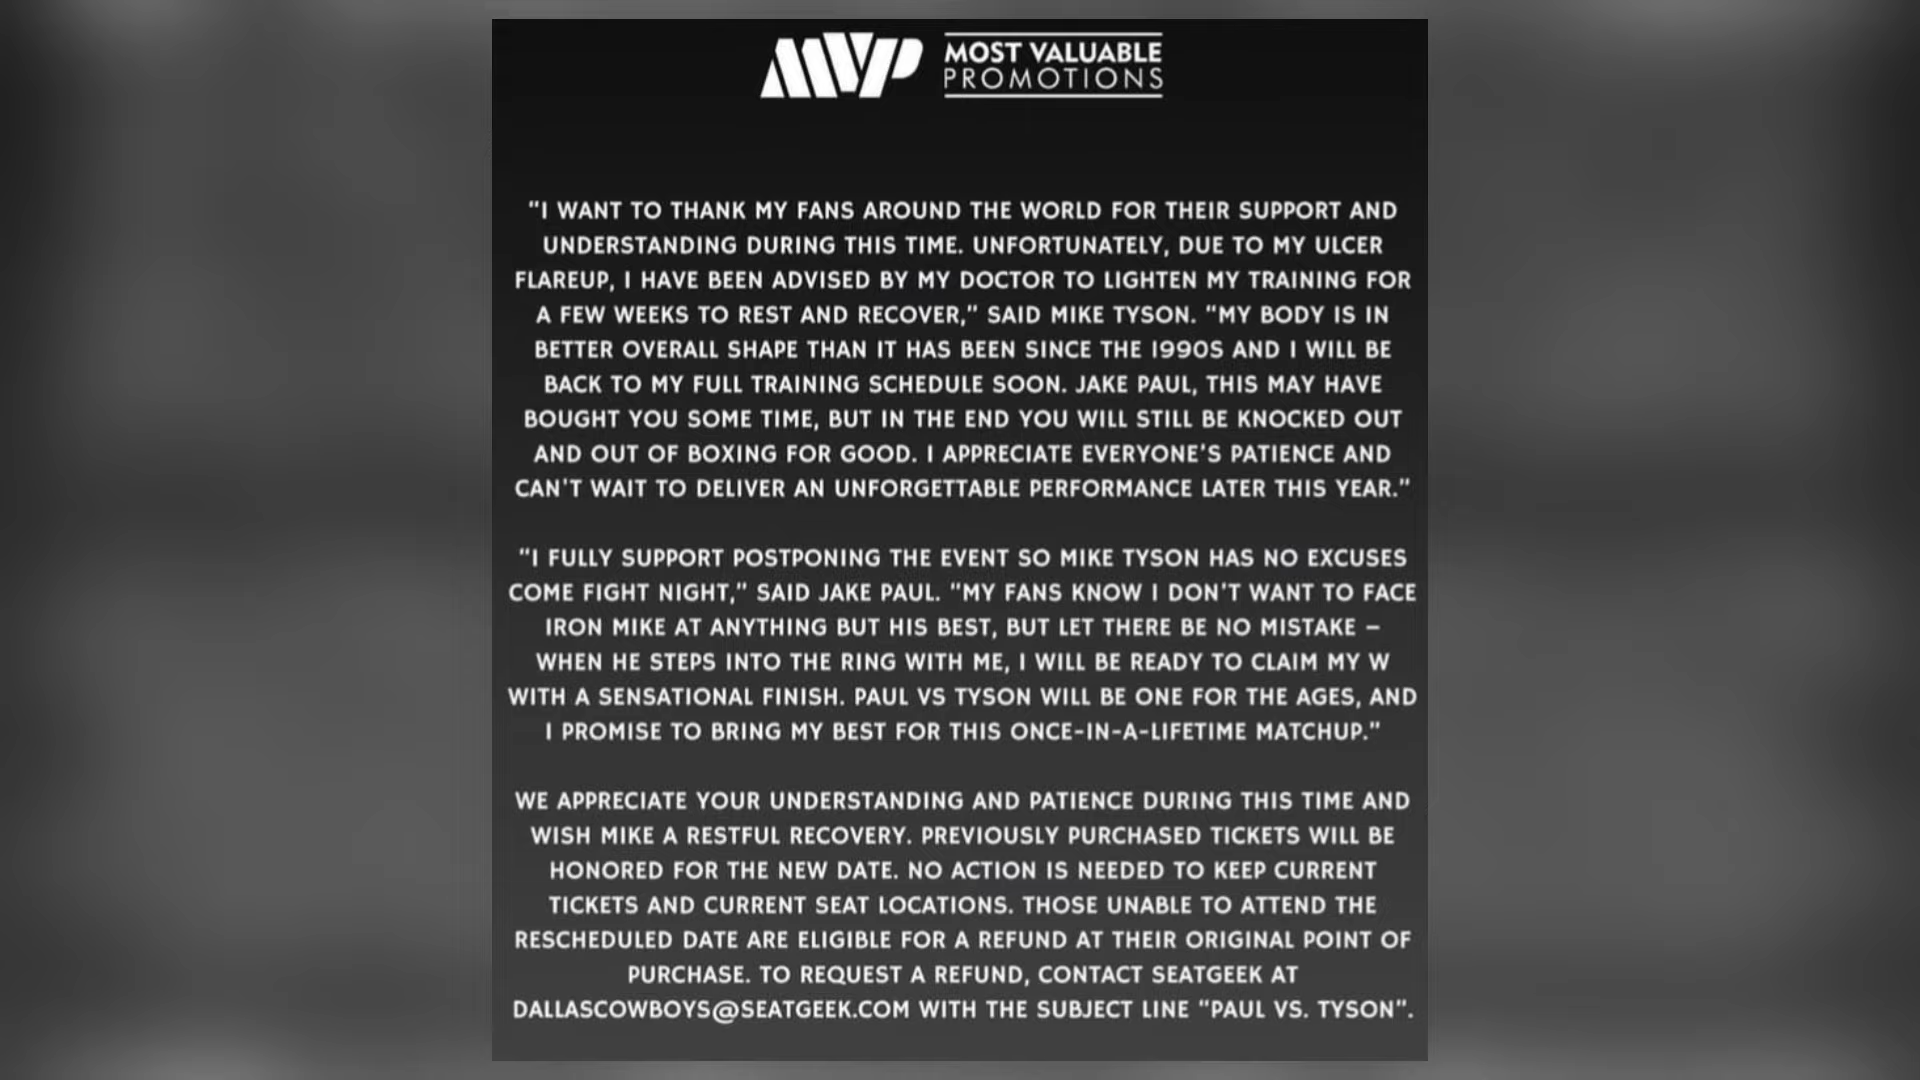 MVP MOST VALUABLE
PROMOTIONS
"I WANT TO THANK MY FANS AROUND THE WORLD FOR THEIR SUPPORT AND
UNDERSTANDING DURING THIS TIME. UNFORTUNATELY, DUE TO MY ULCER
FLAREUP, I HAVE BEEN ADVISED BY MY DOCTOR TO LIGHTEN MY TRAINING FOR
A FEW WEEKS TO REST AND RECOVER," SAID MIKE TYSON. "MY BODY IS IN
BETTER OVERALL SHAPE THAN IT HAS BEEN SINCE THE 1990S AND I WILL BE
BACK TO MY FULL TRAINING SCHEDULE SOON. JAKE PAUL, THIS MAY HAVE
BOUGHT YOU SOME TIME, BUT IN THE END YOU WILL STILL BE KNOCKED OUT
AND OUT OF BOXING FOR GOOD. I APPRECIATE EVERYONE'S PATIENCE AND
CAN'T WAIT TO DELIVER AN UNFORGETTABLE PERFORMANCE LATER THIS YEAR."
"I FULLY SUPPORT POSTPONING THE EVENT SO MIKE TYSON HAS NO EXCUSES
COME FIGHT NIGHT," SAID JAKE PAUL. "MY FANS KNOW I DON'T WANT TO FACE
IRON MIKE AT ANYTHING BUT HIS BEST, BUT LET THERE BE NO MISTAKE –
WHEN HE STEPS INTO THE RING WITH ME, I WILL BE READY TO CLAIM MY W
WITH A SENSATIONAL FINISH. PAUL VS TYSON WILL BE ONE FOR THE AGES, AND
I PROMISE TO BRING MY BEST FOR THIS ONCE-IN-A-LIFETIME MATCHUP."
WE APPRECIATE YOUR UNDERSTANDING AND PATIENCE DURING THIS TIME AND
WISH MIKE A RESTFUL RECOVERY. PREVIOUSLY PURCHASED TICKETS WILL BE
HONORED FOR THE NEW DATE. NO ACTION IS NEEDED TO KEEP CURRENT
TICKETS AND CURRENT SEAT LOCATIONS. THOSE UNABLE TO ATTEND THE
RESCHEDULED DATE ARE ELIGIBLE FOR A REFUND AT THEIR ORIGINAL POINT OF
PURCHASE. TO REQUEST A REFUND, CONTACT SEATGEEK AT
DALLASCOWBOYS@SEATGEEK.COM WITH THE SUBJECT LINE "PAUL VS. TYSON".